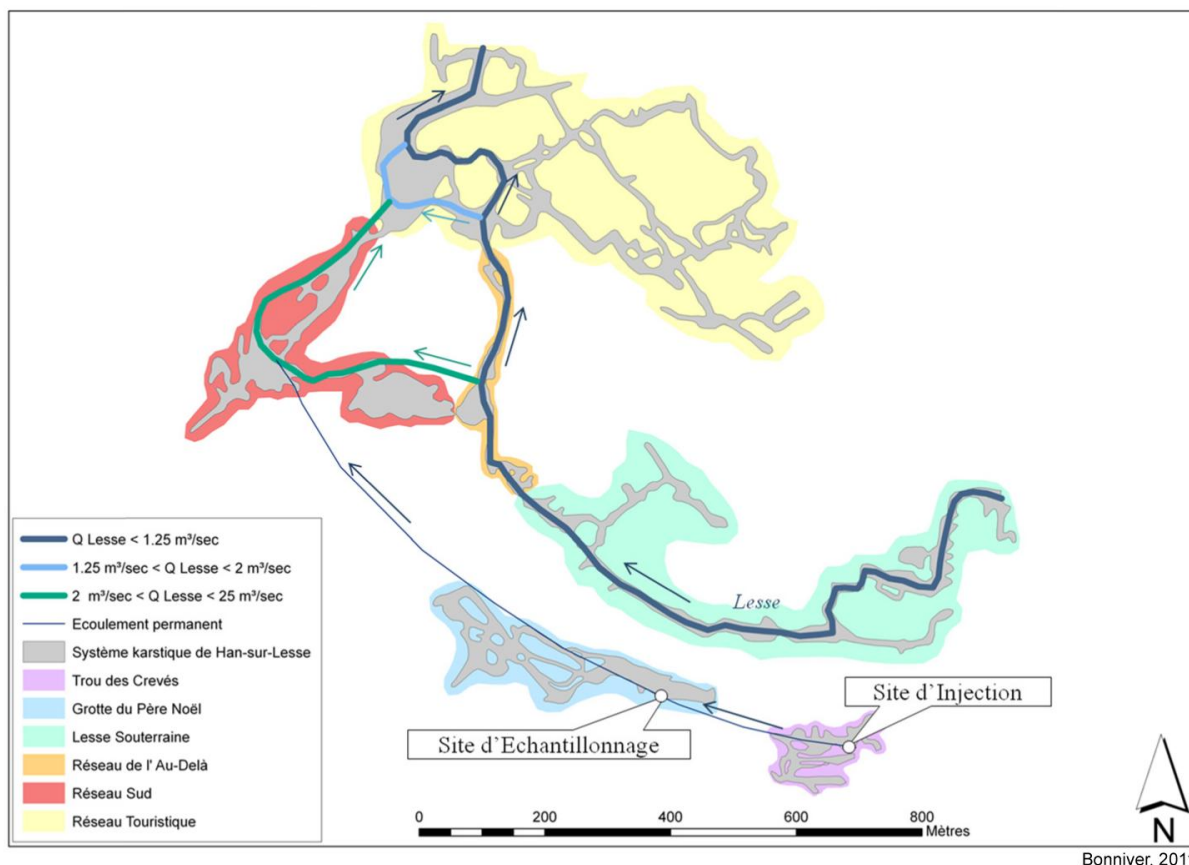 Lesse
Site d'Injection
Site d'Echantillonnage
Q Lesse < 1.25 m³/sec
1.25 m³/sec < Q Lesse < 2 m³/sec
2 m³/sec < Q Lesse < 25 m³/sec
Ecoulement permanent
Système karstique de Han-sur-Lesse
Trou des Crevés
Grotte du Père Noël
Lesse Souterraine
Réseau de l' Au-Delà
Réseau Sud
Réseau Touristique
0 200 400 600 800
Mètres
N
Bonniver, 201